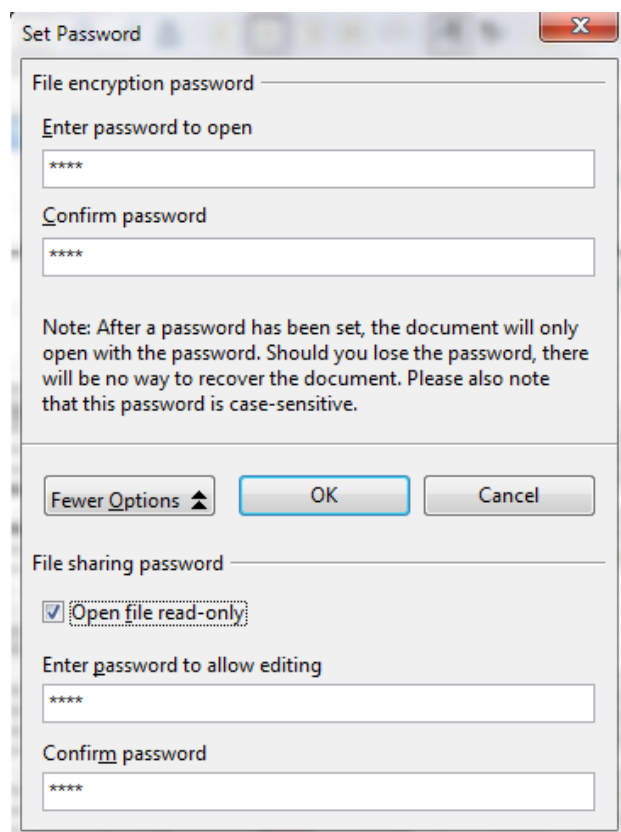 Set Password
File encryption password
Enter password to open
****
Confirm password
****
Note: After a password has been set, the document will only
open with the password. Should you lose the password, there
will be no way to recover the document. Please also note
that this password is case-sensitive.
Fewer Options OK Cancel
File sharing password
Open file read-only
Enter password to allow editing
****
Confirm password
****